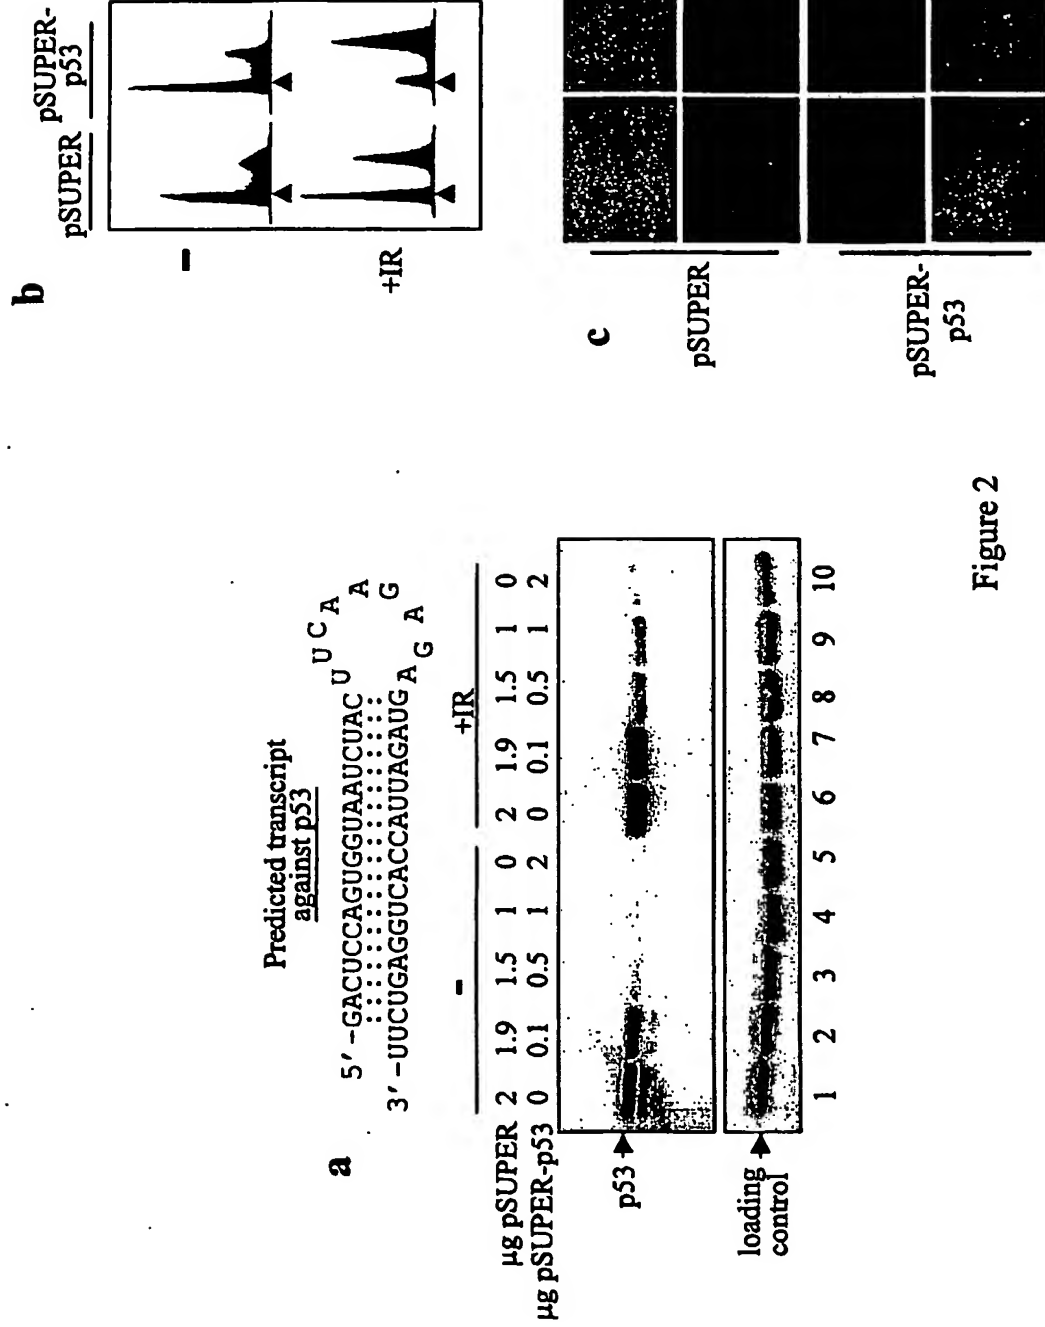 a
Predicted transcript
against p53
U C A
U A
5' -GACUCCAGUGGUAAUCUAC G
3' -UUCUGAGGUCACCAUUAGAUG A
A G
- +IR
µg pSUPER 2 1.9 1.5 1 0 2 1.9 1.5 1 0
µg pSUPER-p53 0 0.1 0.5 1 2 0 0.1 0.5 1 2
p53
loading
control
1 2 3 4 5 6 7 8 9 10
b
pSUPER pSUPER-
p53
-
+IR
c
pSUPER
pSUPER-
p53
Figure 2